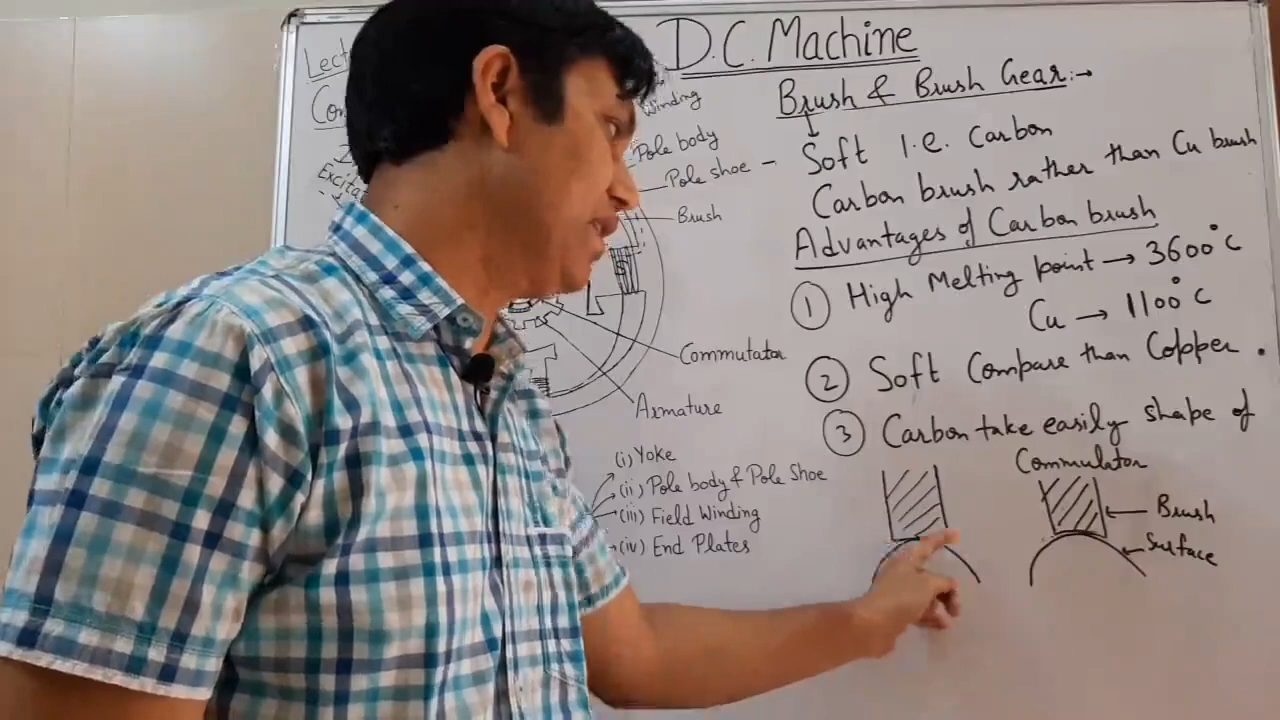 D.C. Machine
Lect
Con
Excita
Winding
Pole body
Pole shoe -
Brush
Commutator
Armature
(i) Yoke
(ii) Pole body & Pole Shoe
(iii) Field Winding
(iv) End Plates
Brush & Brush Gear:→
Soft I.e. Carbon
Carbon brush rather than Cu brush
Advantages of Carbon brush
① High Melting point → 3600°C
Cu → 1100°C
② Soft Compare than Copper.
③ Carbon take easily shape of
Commutator
Brush
Surface